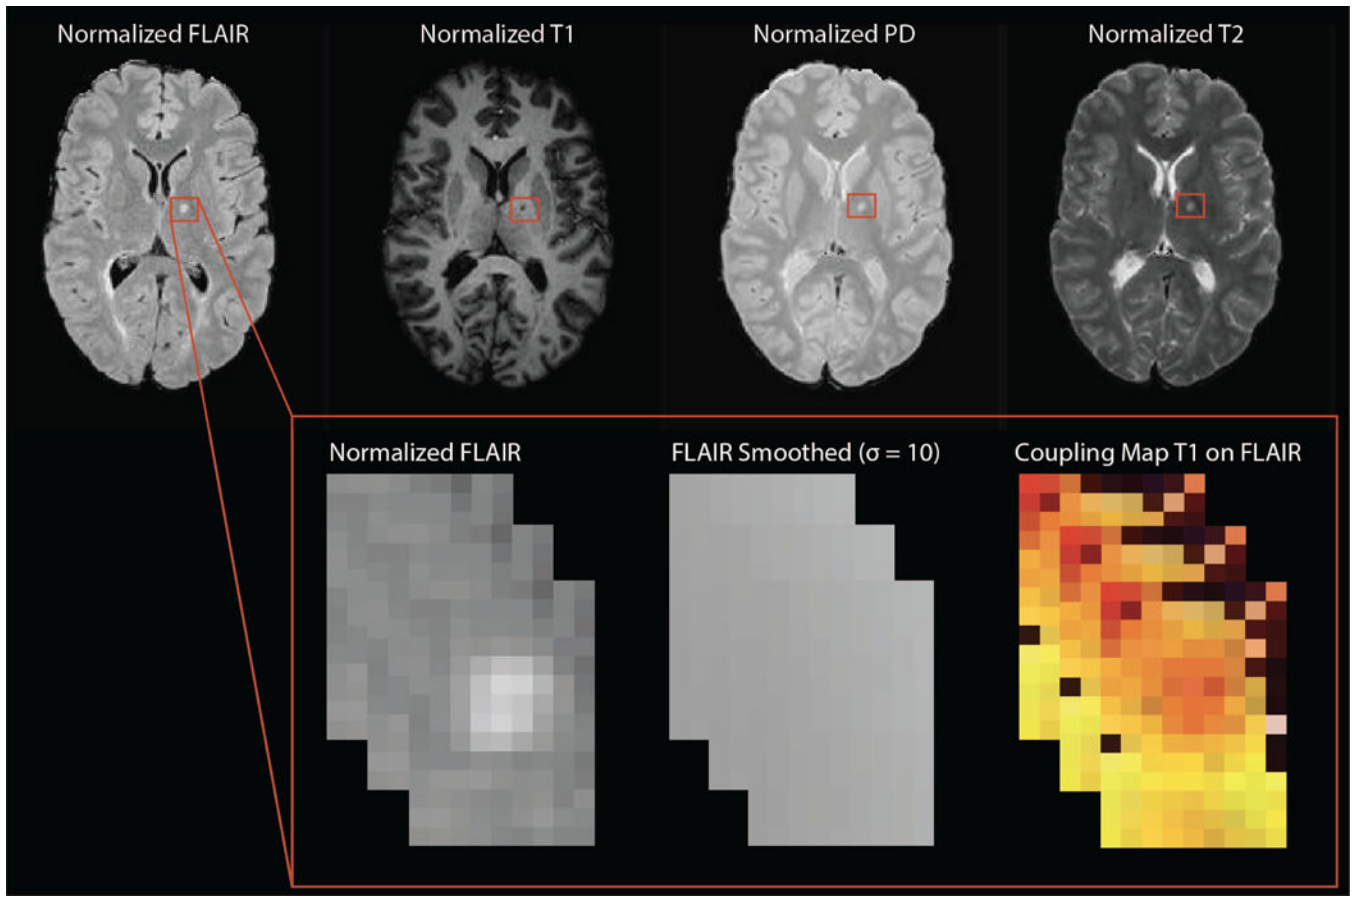 Normalized FLAIR
Normalized T1
Normalized PD
Normalized T2
Normalized FLAIR
FLAIR Smoothed (σ = 10)
Coupling Map T1 on FLAIR